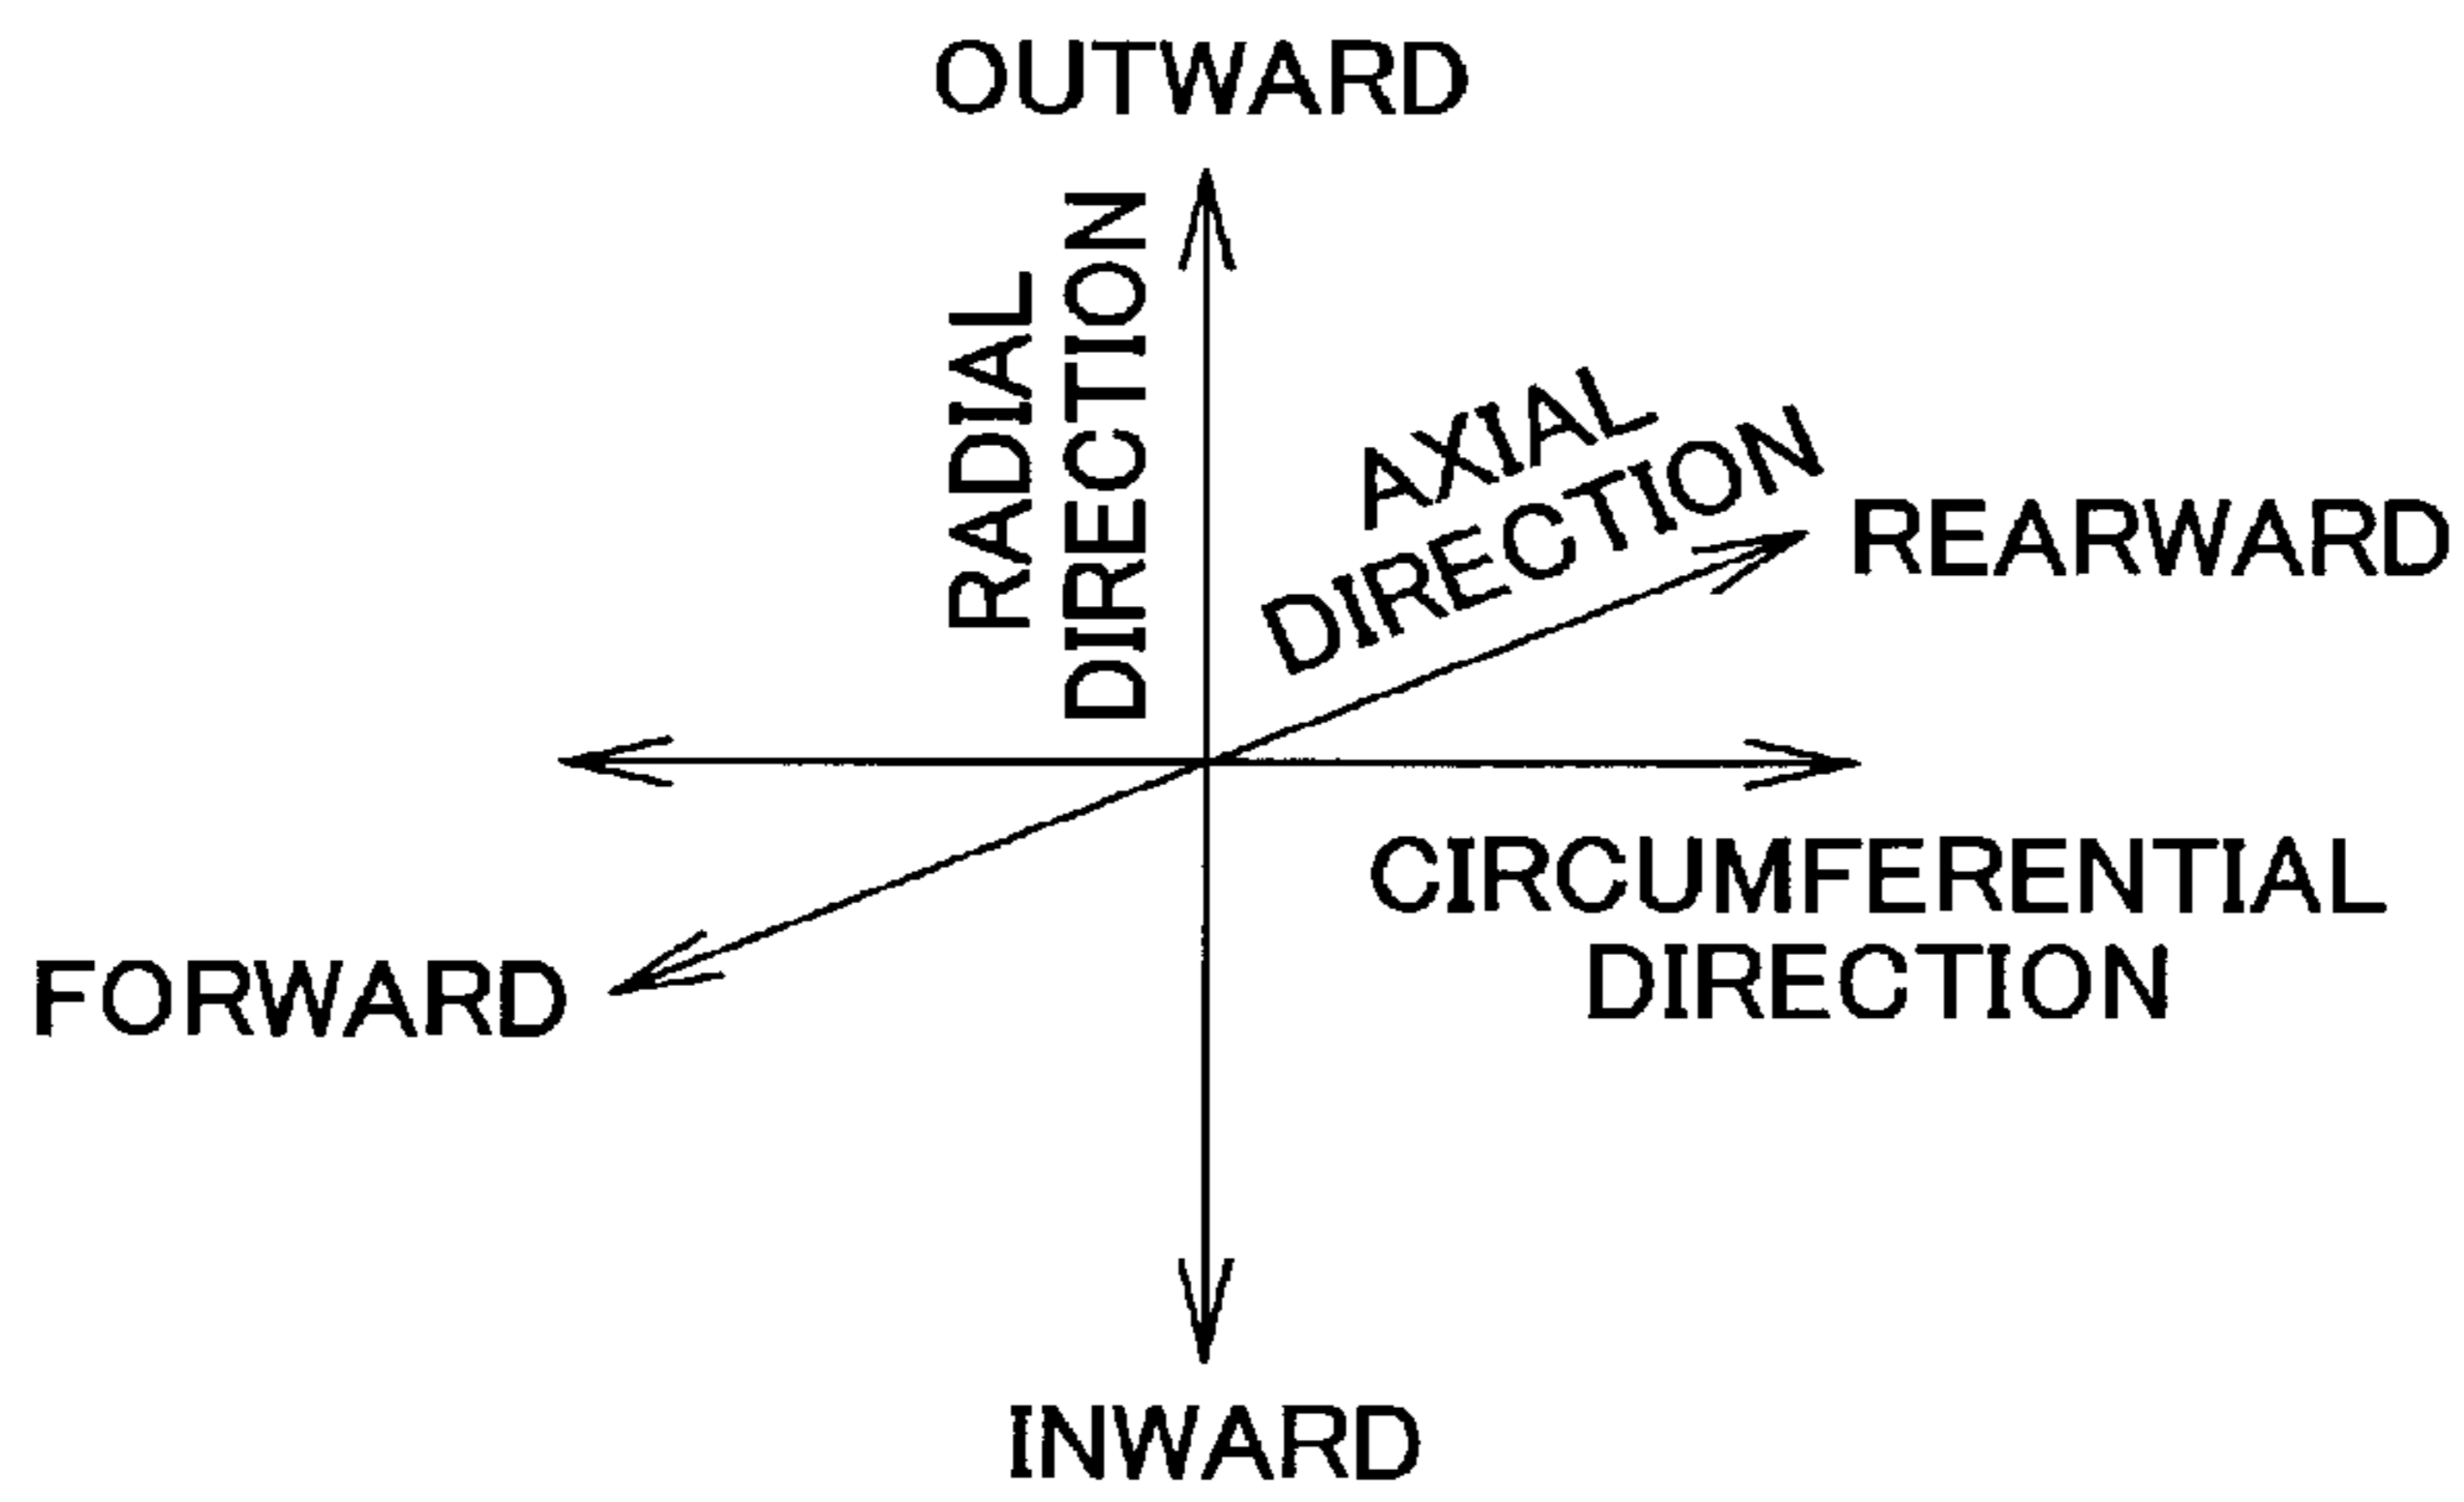 OUTWARD
RADIAL
DIRECTION
AXIAL
DIRECTION
REARWARD
CIRCUMFERENTIAL
DIRECTION
FORWARD
INWARD